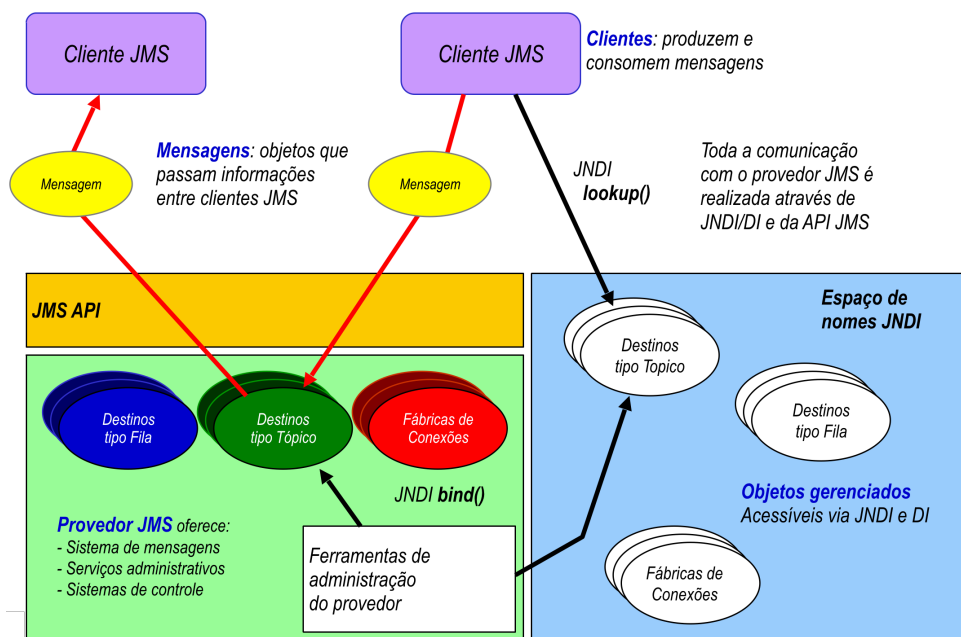 Cliente JMS
Cliente JMS
Clientes: produzem e
consomem mensagens
Mensagem
Mensagens: objetos que
passam informações
entre clientes JMS
Mensagem
JNDI
lookup()
Toda a comunicação
com o provedor JMS é
realizada através de
JNDI/DI e da API JMS
JMS API
Espaço de
nomes JNDI
Destinos
tipo Topico
Destinos
tipo Fila
Destinos
tipo Fila
Destinos
tipo Tópico
Fábricas de
Conexões
JNDI bind()
Objetos gerenciados
Acessíveis via JNDI e DI
Provedor JMS oferece:
- Sistema de mensagens
- Serviços administrativos
- Sistemas de controle
Ferramentas de
administração
do provedor
Fábricas de
Conexões